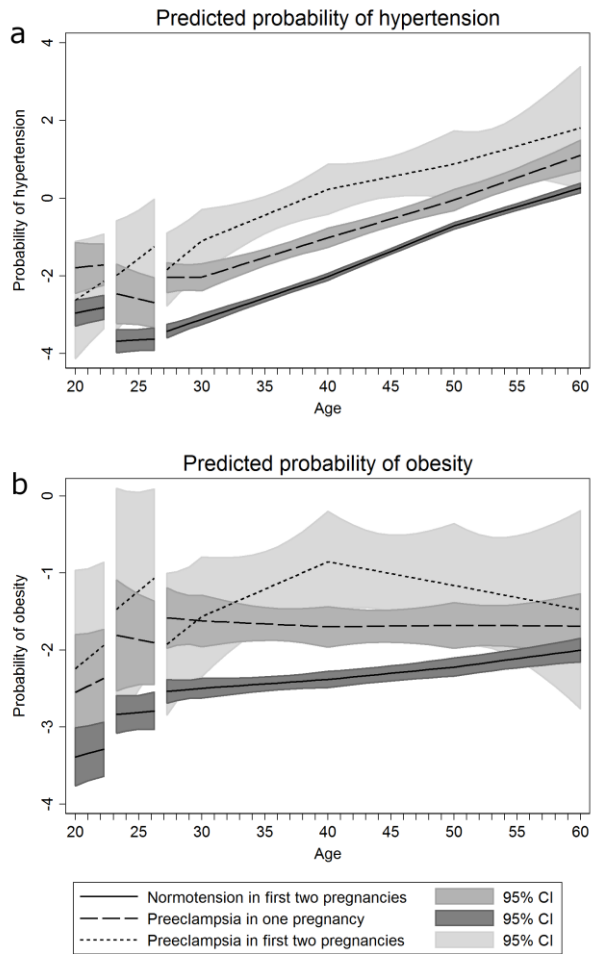 a
Predicted probability of hypertension
Probability of hypertension
4
2
0
-2
-4
20 25 30 35 40 45 50 55 60
Age
b
Predicted probability of obesity
Probability of obesity
0
-1
-2
-3
-4
20 25 30 35 40 45 50 55 60
Age
Normotension in first two pregnancies 95% CI
Preeclampsia in one pregnancy 95% CI
Preeclampsia in first two pregnancies 95% CI